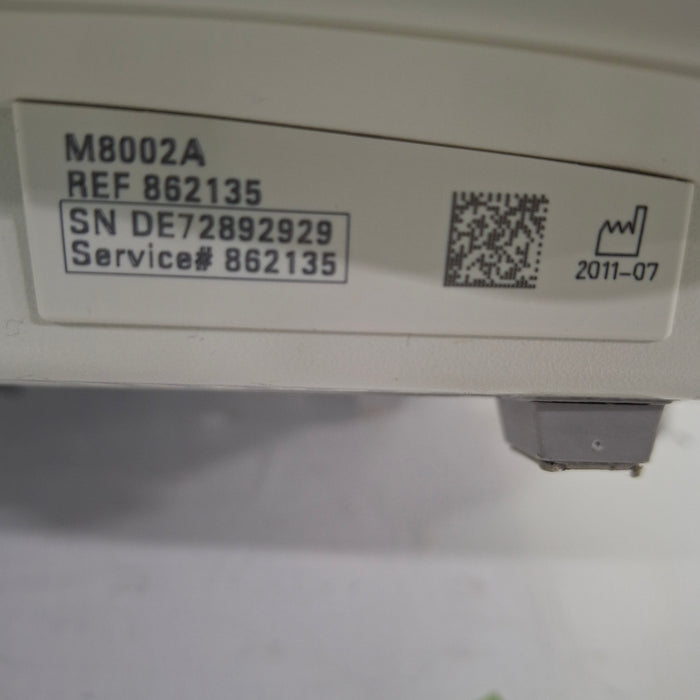 M8002A
REF 862135
SN DE72892929
Service# 862135
2011-07